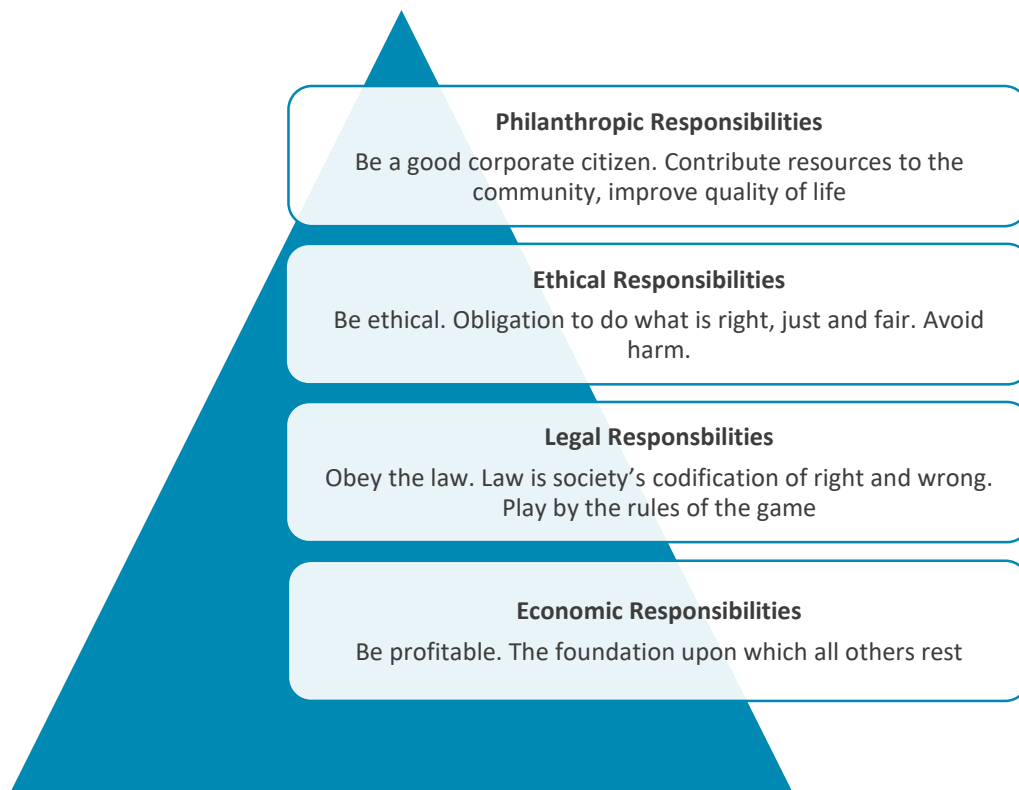 Philanthropic Responsibilities
Be a good corporate citizen. Contribute resources to the
community, improve quality of life
Ethical Responsibilities
Be ethical. Obligation to do what is right, just and fair. Avoid
harm.
Legal Responsbilities
Obey the law. Law is society’s codification of right and wrong.
Play by the rules of the game
Economic Responsibilities
Be profitable. The foundation upon which all others rest